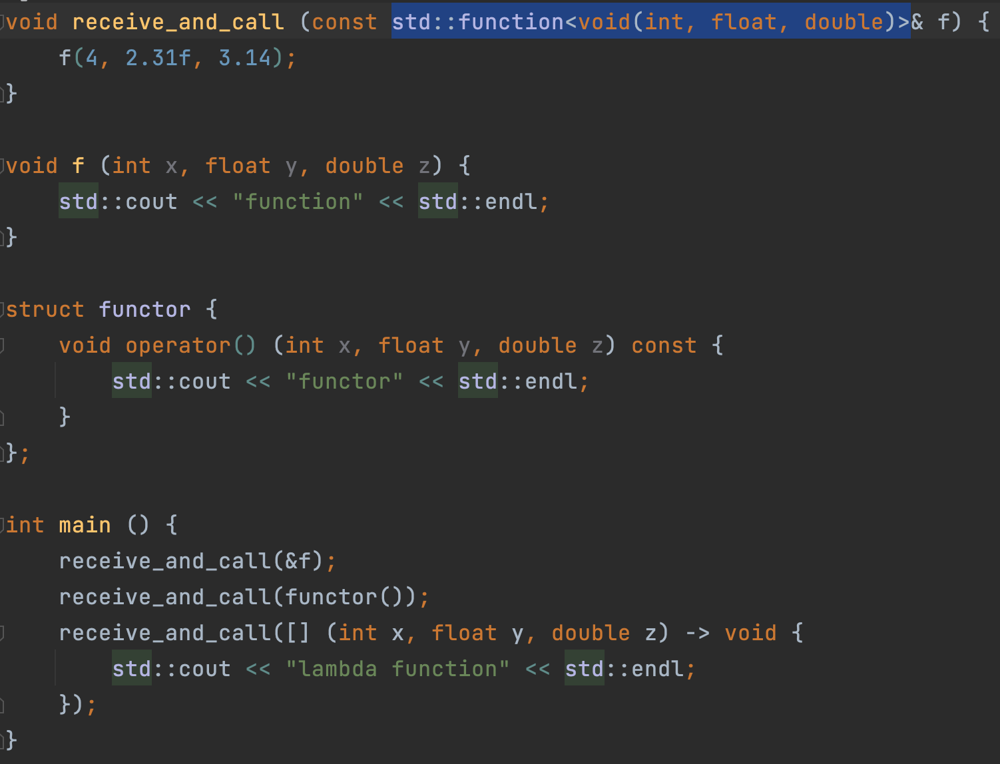 void receive_and_call (const std::function<void(int, float, double)>& f) {
    f(4, 2.31f, 3.14);
}

void f (int x, float y, double z) {
    std::cout << "function" << std::endl;
}

struct functor {
    void operator() (int x, float y, double z) const {
        std::cout << "functor" << std::endl;
    }
};

int main () {
    receive_and_call(&f);
    receive_and_call(functor());
    receive_and_call([] (int x, float y, double z) -> void {
        std::cout << "lambda function" << std::endl;
    });
}